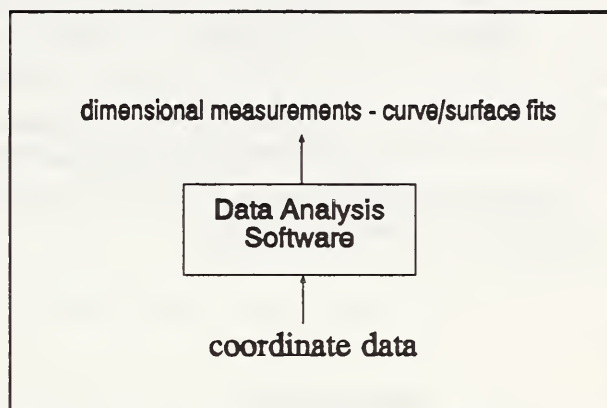 dimensional measurements - curve/surface fits
Data Analysis
Software
coordinate data